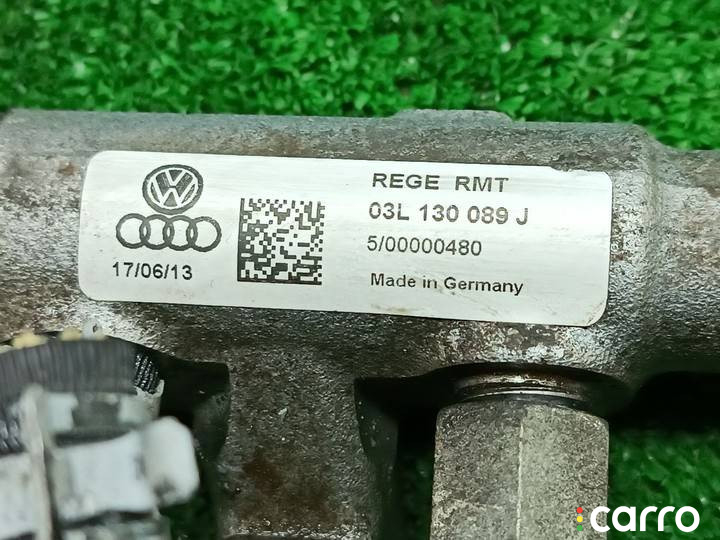 REGE RMT
03L 130 089 J
5/00000480
17/06/13
Made in Germany
carro